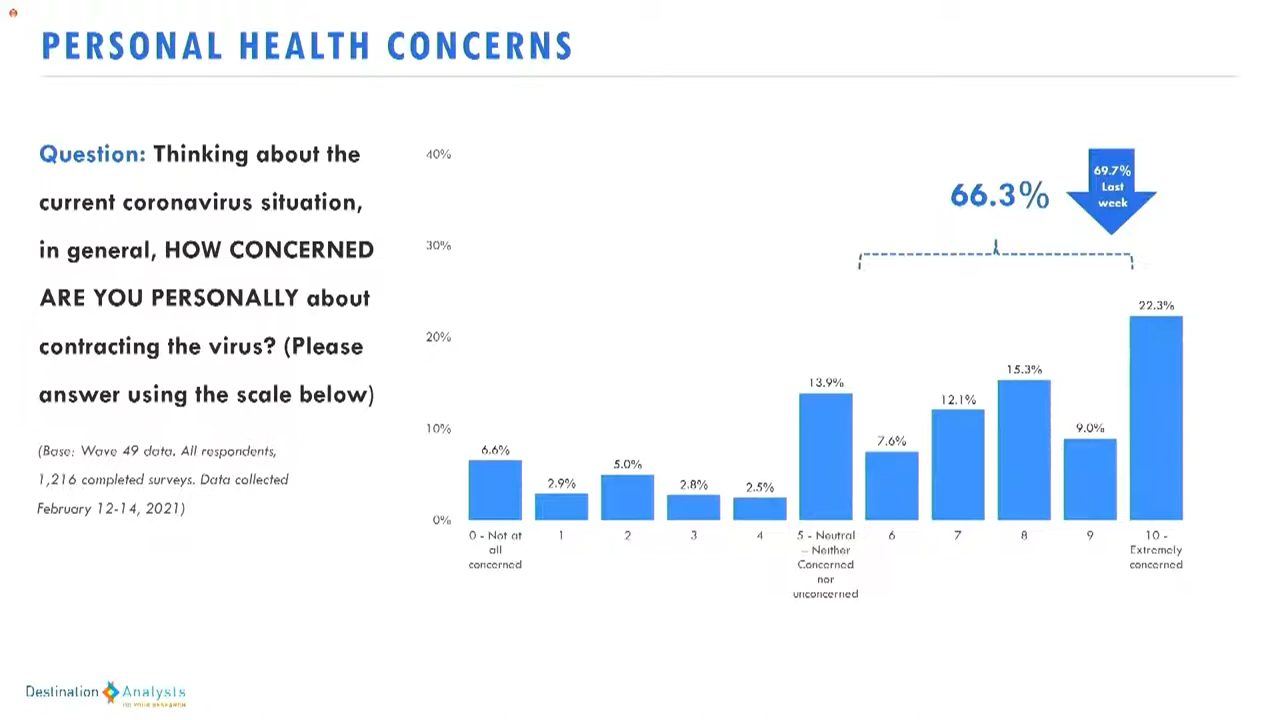 PERSONAL HEALTH CONCERNS
Question: Thinking about the
current coronavirus situation,
in general, HOW CONCERNED
ARE YOU PERSONALLY about
contracting the virus? (Please
answer using the scale below)
(Base: Wave 49 data. All respondents,
1,216 completed surveys. Data collected
February 12-14, 2021)
40%
30%
20%
10%
0%
66.3%
69.7%
Last
week
6.6%
2.9%
5.0%
2.8%
2.5%
13.9%
7.6%
12.1%
15.3%
9.0%
22.3%
0 - Not at
all
concerned
1
2
3
4
5 - Neutral
– Neither
Concerned
nor
unconcerned
6
7
8
9
10 -
Extremely
concerned
Destination Analysts
DO YOUR RESEARCH